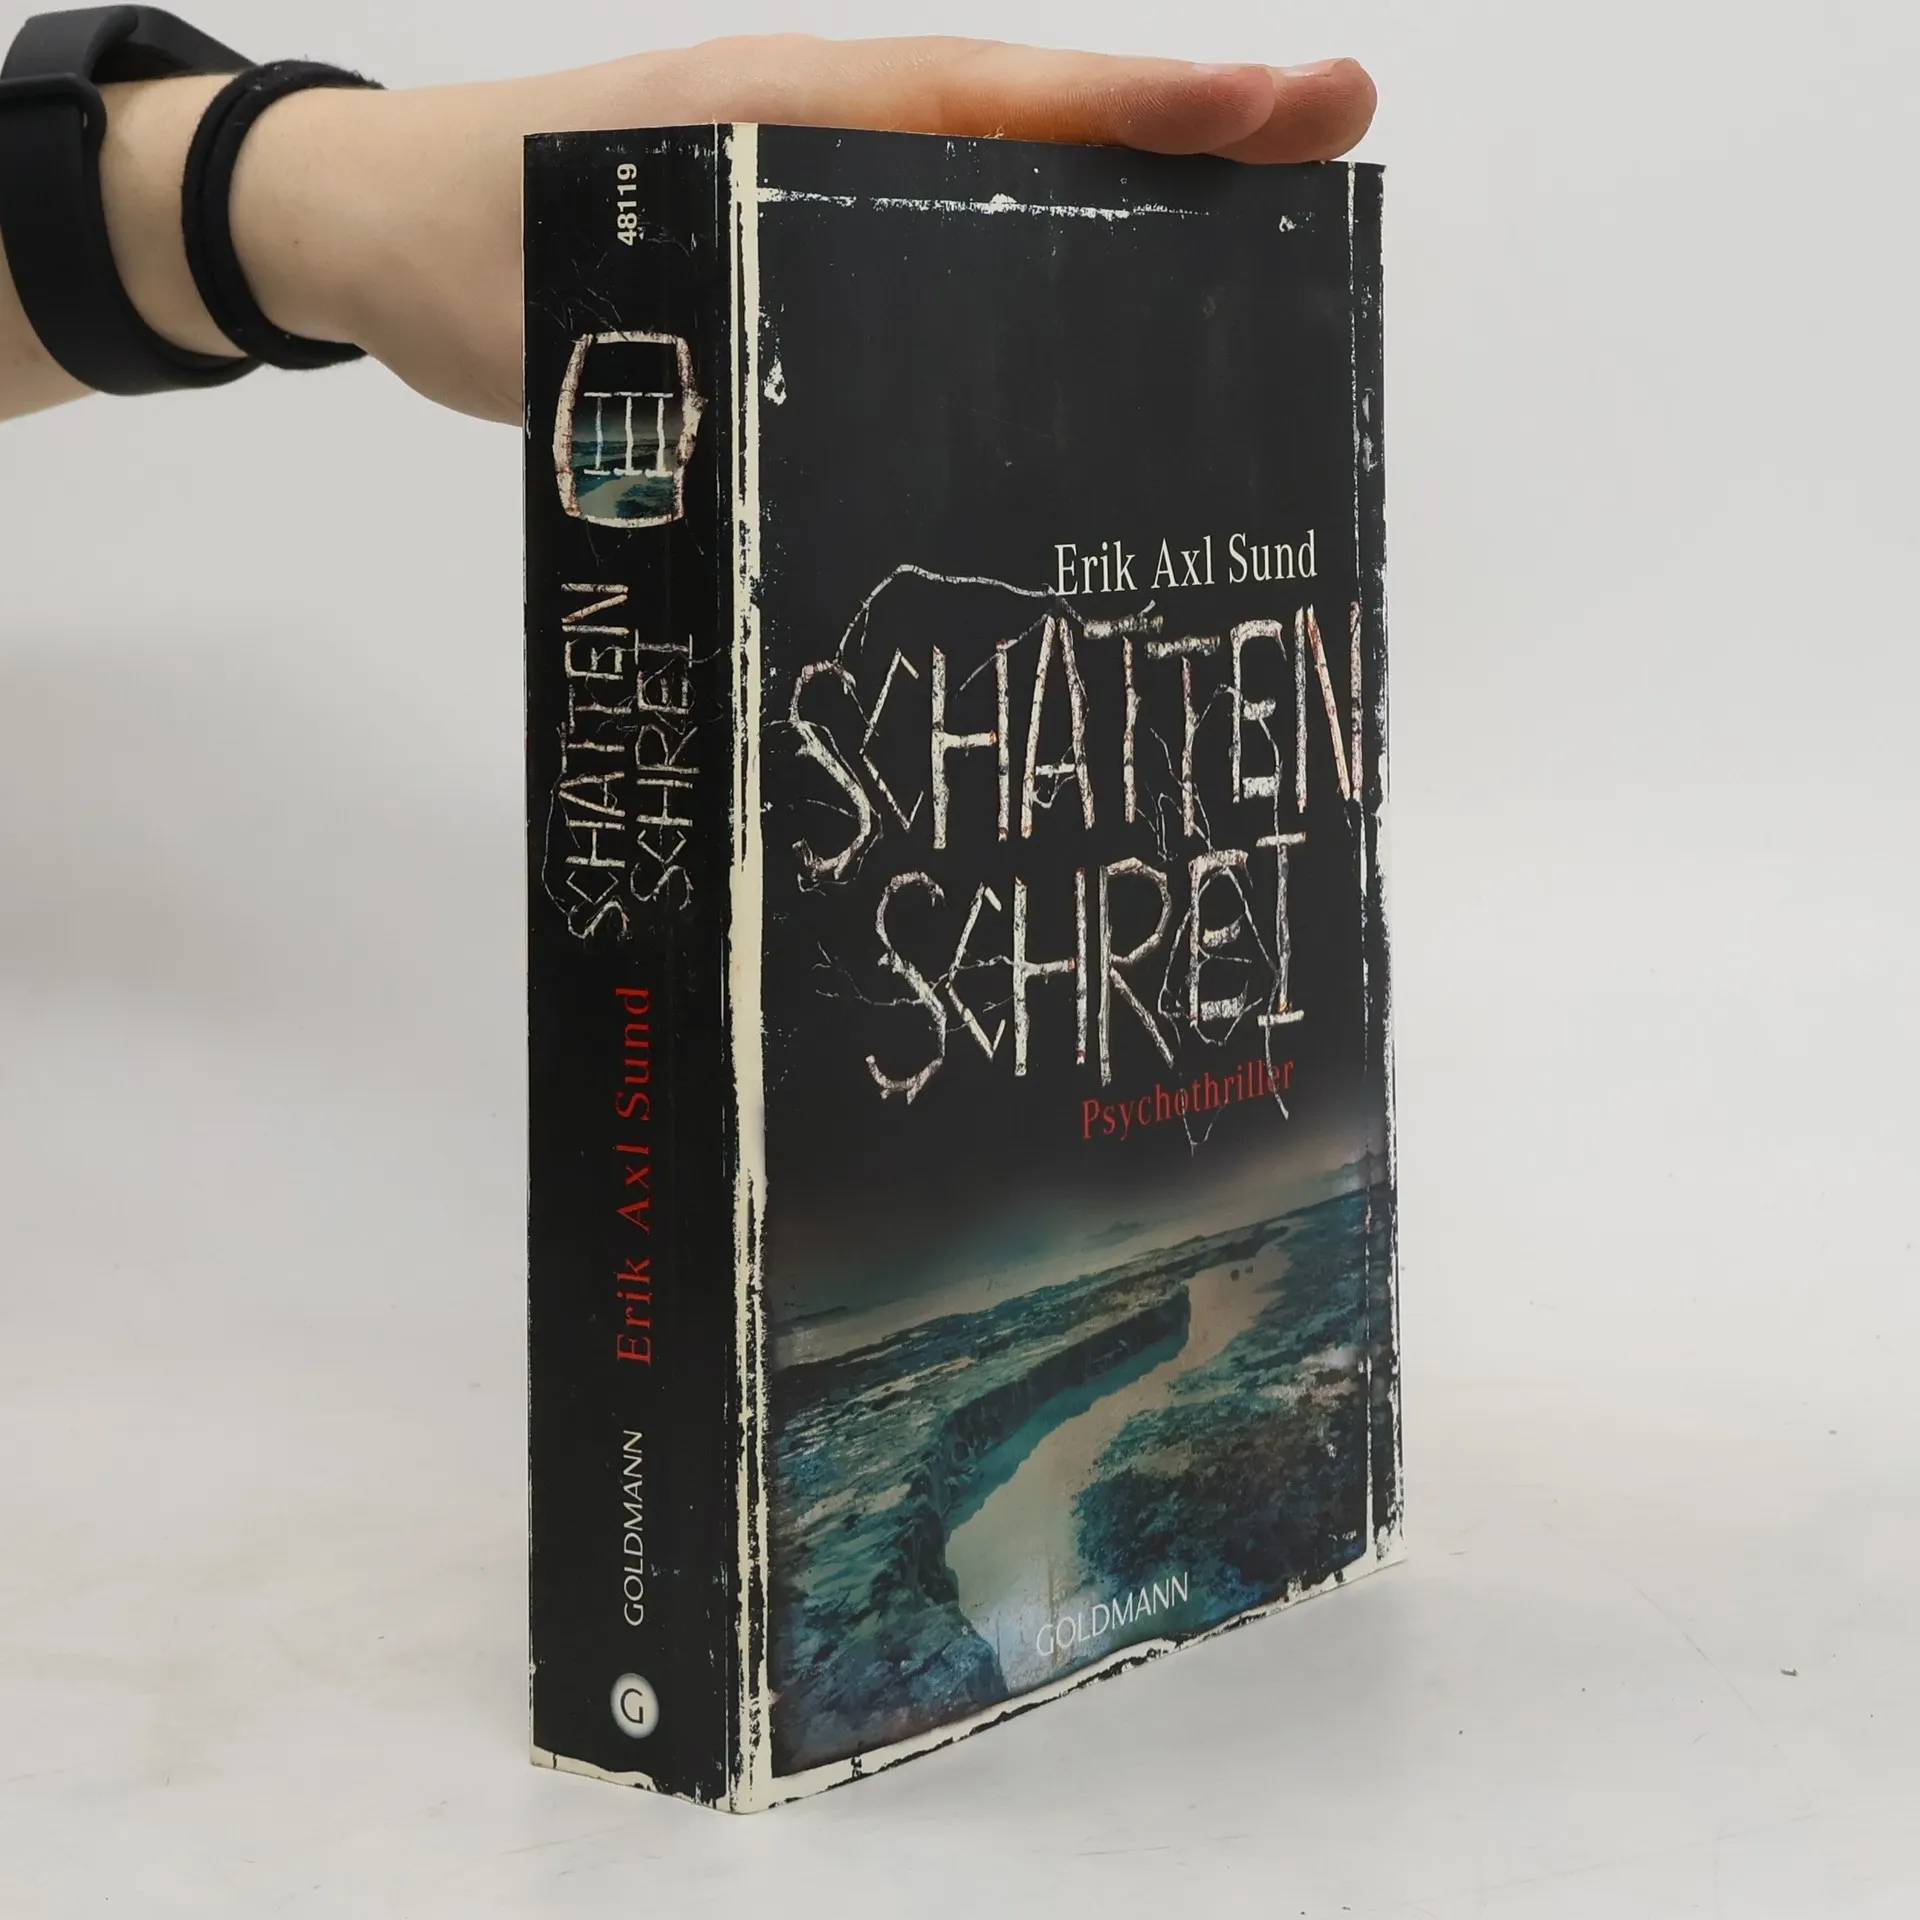 48119
III
SCHATTEN
SCHREI
Erik Axl Sund
GOLDMANN
G
Erik Axl Sund
SCHATTEN
SCHREI
Psychothriller
GOLDMANN